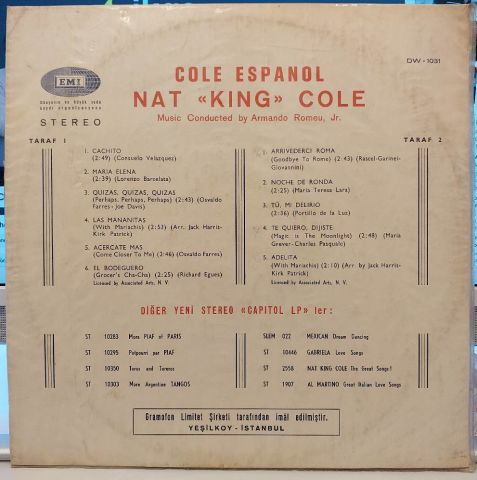 DW - 1031
EMI
Dünyanın en büyük seda
kaydı organizasyonu
STEREO
COLE ESPANOL
NAT «KING» COLE
Music Conducted by Armando Romeu, Jr.
TARAF 1
1. CACHITO
(2:49) (Consuelo Velazques)
2. MARIA ELENA
(2:39) (Lorenzo Barcelata)
3. QUIZAS, QUIZAS, QUIZAS
(Perhaps, Perhaps, Perhaps) (2:43) (Osvaldo
Farres - Joe Davis)
4. LAS MANANITAS
(With Mariachis) (2:53) (Arr. Jack Harris-
Kirk Patrick)
5. ACERCATE MAS
(Come Closer To Me) (2:46) (Osvaldo Farres)
6. EL BODEGUERO
(Grocer's Cha-Cha) (2:25) (Richard Egues)
Licensed by Associated Arts, N. V.
TARAF 2
1. ARRIVEDERCI ROMA
(Goodbye To Rome) (2:43) (Rascel-Garinei-
Giovannini)
2. NOCHE DE RONDA
(2:25) (Maria Teresa Lara)
3. TÚ, MI DELIRIO
(2:36) (Portillo de la Luz)
4. TE QUIERO, DIJISTE
(Magic is The Moonlight) (2:48) (Maria
Grever - Charles Pasquale)
5. ADELITA
(With Mariachis) (2:10) (Arr by Jack Harris-
Kirk Patrick)
Licensed by Associated Arts, N. V.
DİĞER YENİ STEREO «CAPITOL LP» ler:
ST 10283 More PIAF of PARIS
ST 10295 Potpourri par PIAF
ST 10350 Toros and Toreros
ST 10303 More Argentine TANGOS
SLEM 022 MEXICAN Dream Dancing
ST 10446 GABRIELA Love Songs
ST 2558 NAT KING COLE The Great Songs!
ST 1907 AL MARTINO Great Italian Love Songs
Gramofon Limitet Şirketi tarafından imâl edilmiştir.
YEŞİLKOY - İSTANBUL